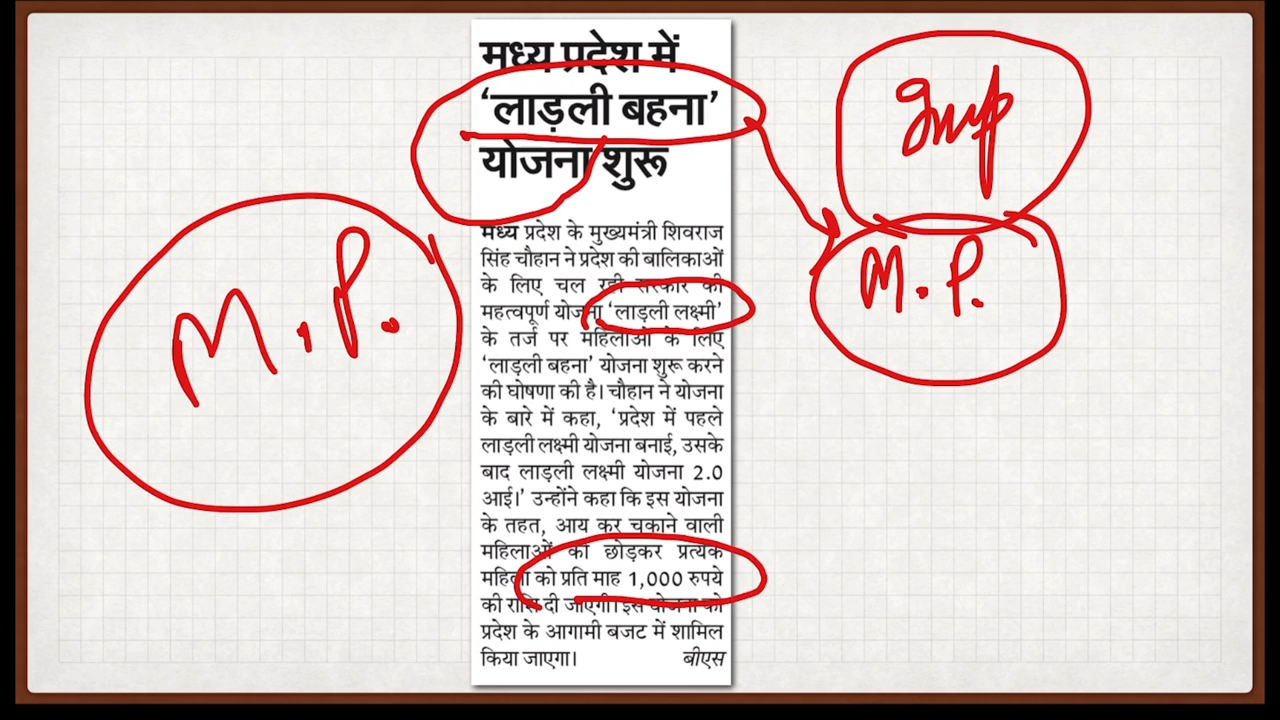 मध्य प्रदेश में
‘लाड़ली बहना’
योजना शुरू
मध्य प्रदेश के मुख्यमंत्री शिवराज
सिंह चौहान ने प्रदेश की बालिकाओं
के लिए चल रही सरकार की
महत्वपूर्ण योजना ‘लाड़ली लक्ष्मी’
के तर्ज पर महिलाओं के लिए
‘लाड़ली बहना’ योजना शुरू करने
की घोषणा की है। चौहान ने योजना
के बारे में कहा, ‘प्रदेश में पहले
लाड़ली लक्ष्मी योजना बनाई, उसके
बाद लाड़ली लक्ष्मी योजना 2.0
आई।’ उन्होंने कहा कि इस योजना
के तहत, आय कर चुकाने वाली
महिलाओं को छोड़कर प्रत्येक
महिला को प्रति माह 1,000 रुपये
की राशि दी जाएगी। इस योजना को
प्रदेश के आगामी बजट में शामिल
किया जाएगा। बीएस
M.P.
Imp
M.P.